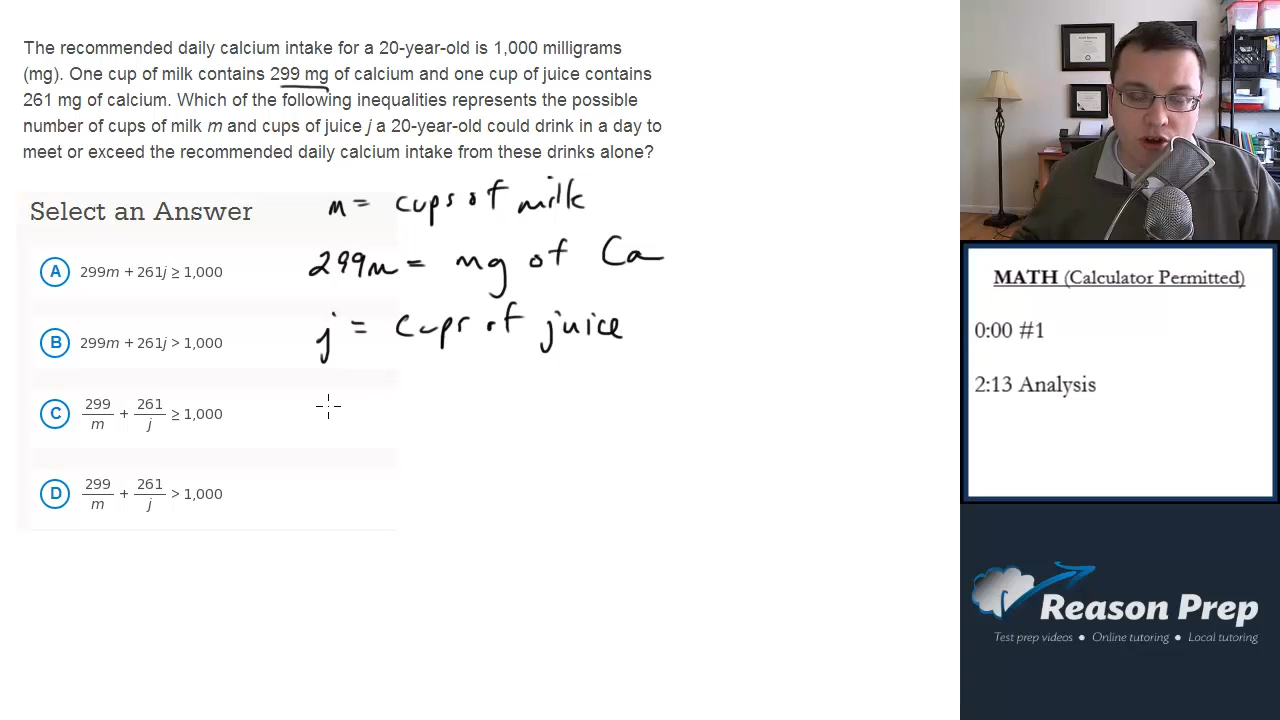 The recommended daily calcium intake for a 20-year-old is 1,000 milligrams
(mg). One cup of milk contains 299 mg of calcium and one cup of juice contains
261 mg of calcium. Which of the following inequalities represents the possible
number of cups of milk m and cups of juice j a 20-year-old could drink in a day to
meet or exceed the recommended daily calcium intake from these drinks alone?
Select an Answer
A 299m + 261j ≥ 1,000
B 299m + 261j > 1,000
C 299/m + 261/j ≥ 1,000
D 299/m + 261/j > 1,000
m = cups of milk
299m = mg of Ca
j = cups of juice
MATH (Calculator Permitted)
0:00 #1
2:13 Analysis
Reason Prep
Test prep videos ● Online tutoring ● Local tutoring